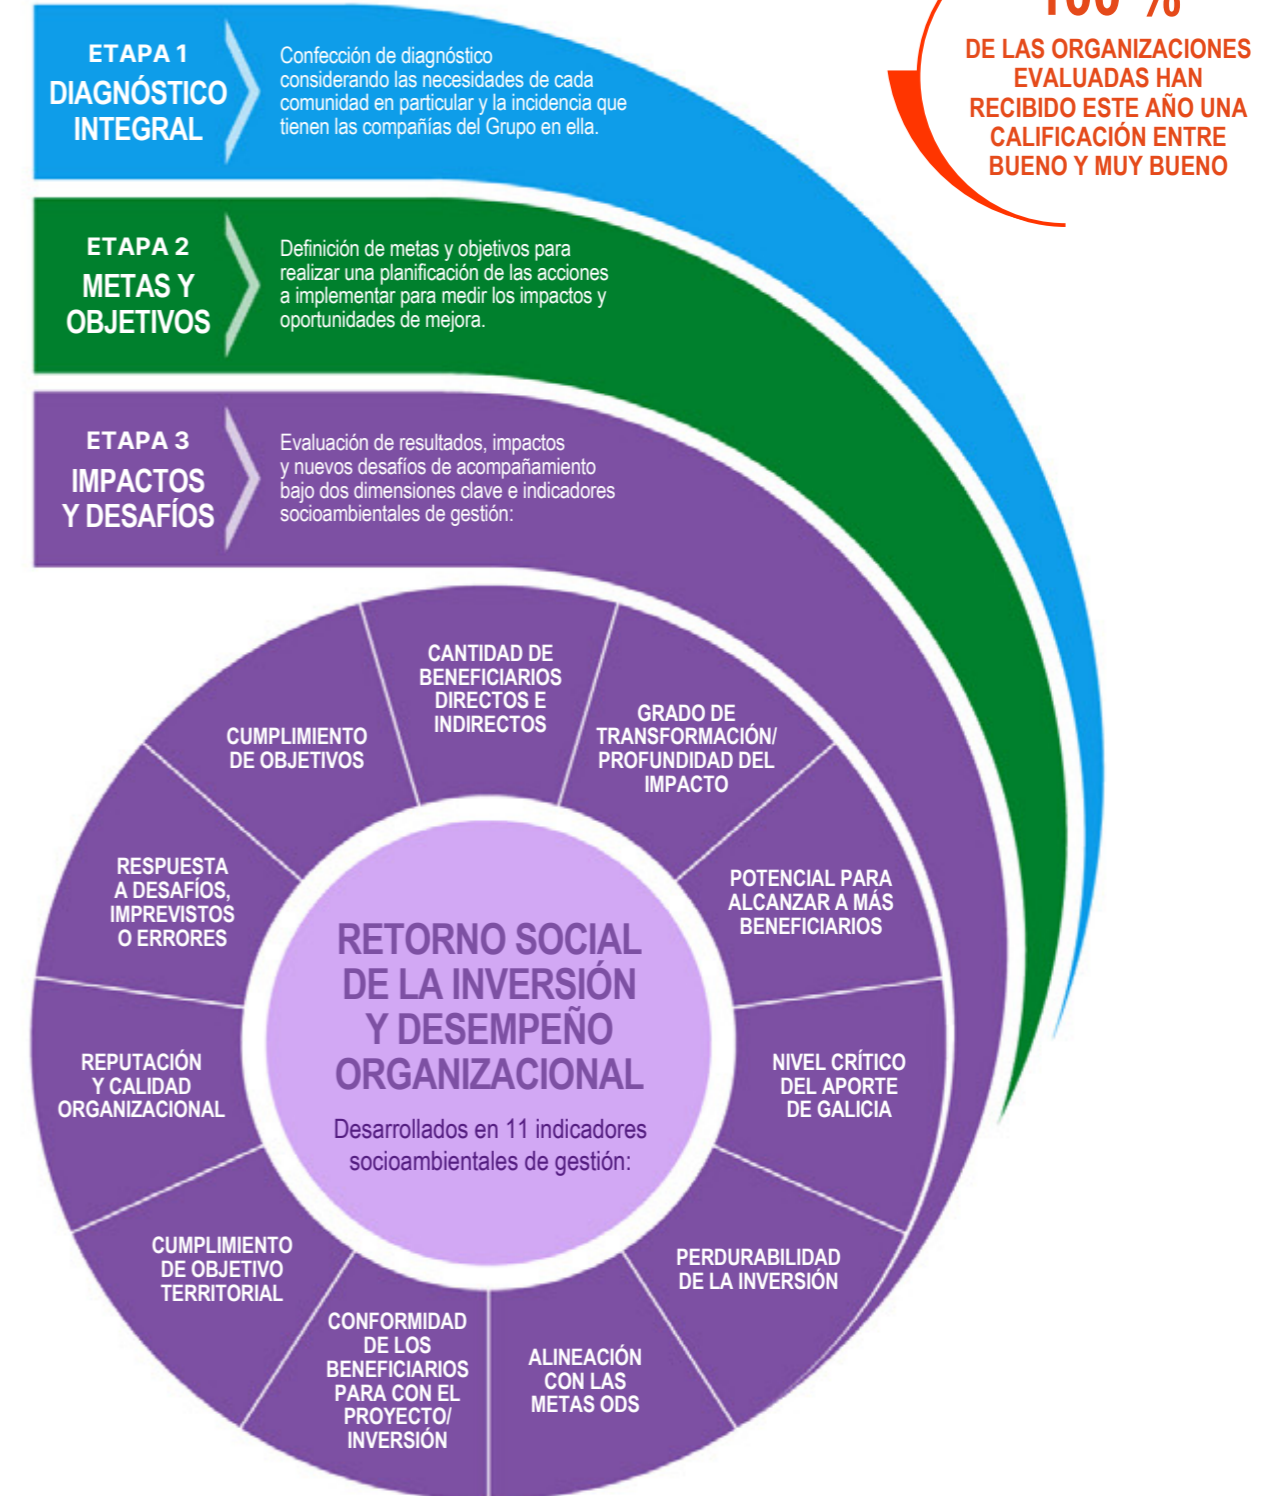 100 %
DE LAS ORGANIZACIONES
EVALUADAS HAN
RECIBIDO ESTE AÑO UNA
CALIFICACIÓN ENTRE
BUENO Y MUY BUENO
ETAPA 1
DIAGNÓSTICO
INTEGRAL
Confección de diagnóstico
considerando las necesidades de cada
comunidad en particular y la incidencia que
tienen las compañías del Grupo en ella.
ETAPA 2
METAS Y
OBJETIVOS
Definición de metas y objetivos para
realizar una planificación de las acciones
a implementar para medir los impactos y
oportunidades de mejora.
ETAPA 3
IMPACTOS
Y DESAFÍOS
Evaluación de resultados, impactos
y nuevos desafíos de acompañamiento
bajo dos dimensiones clave e indicadores
socioambientales de gestión:
CANTIDAD DE
BENEFICIARIOS
DIRECTOS E
INDIRECTOS
GRADO DE
TRANSFORMACIÓN/
PROFUNDIDAD DEL
IMPACTO
POTENCIAL PARA
ALCANZAR A MÁS
BENEFICIARIOS
NIVEL CRÍTICO
DEL APORTE
DE GALICIA
PERDURABILIDAD
DE LA INVERSIÓN
ALINEACIÓN
CON LAS
METAS ODS
CONFORMIDAD
DE LOS
BENEFICIARIOS
PARA CON EL
PROYECTO/
INVERSIÓN
CUMPLIMIENTO
DE OBJETIVO
TERRITORIAL
REPUTACIÓN
Y CALIDAD
ORGANIZACIONAL
RESPUESTA
A DESAFÍOS,
IMPREVISTOS
O ERRORES
CUMPLIMIENTO
DE OBJETIVOS
RETORNO SOCIAL
DE LA INVERSIÓN
Y DESEMPEÑO
ORGANIZACIONAL
Desarrollados en 11 indicadores
socioambientales de gestión: